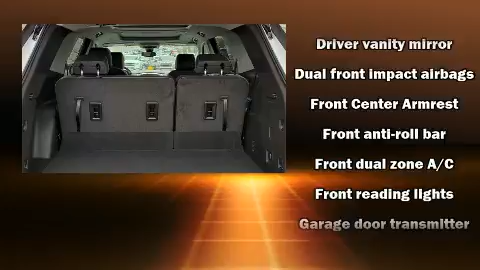 Driver vanity mirror
Dual front impact airbags
Front Center Armrest
Front anti-roll bar
Front dual zone A/C
Front reading lights
Garage door transmitter